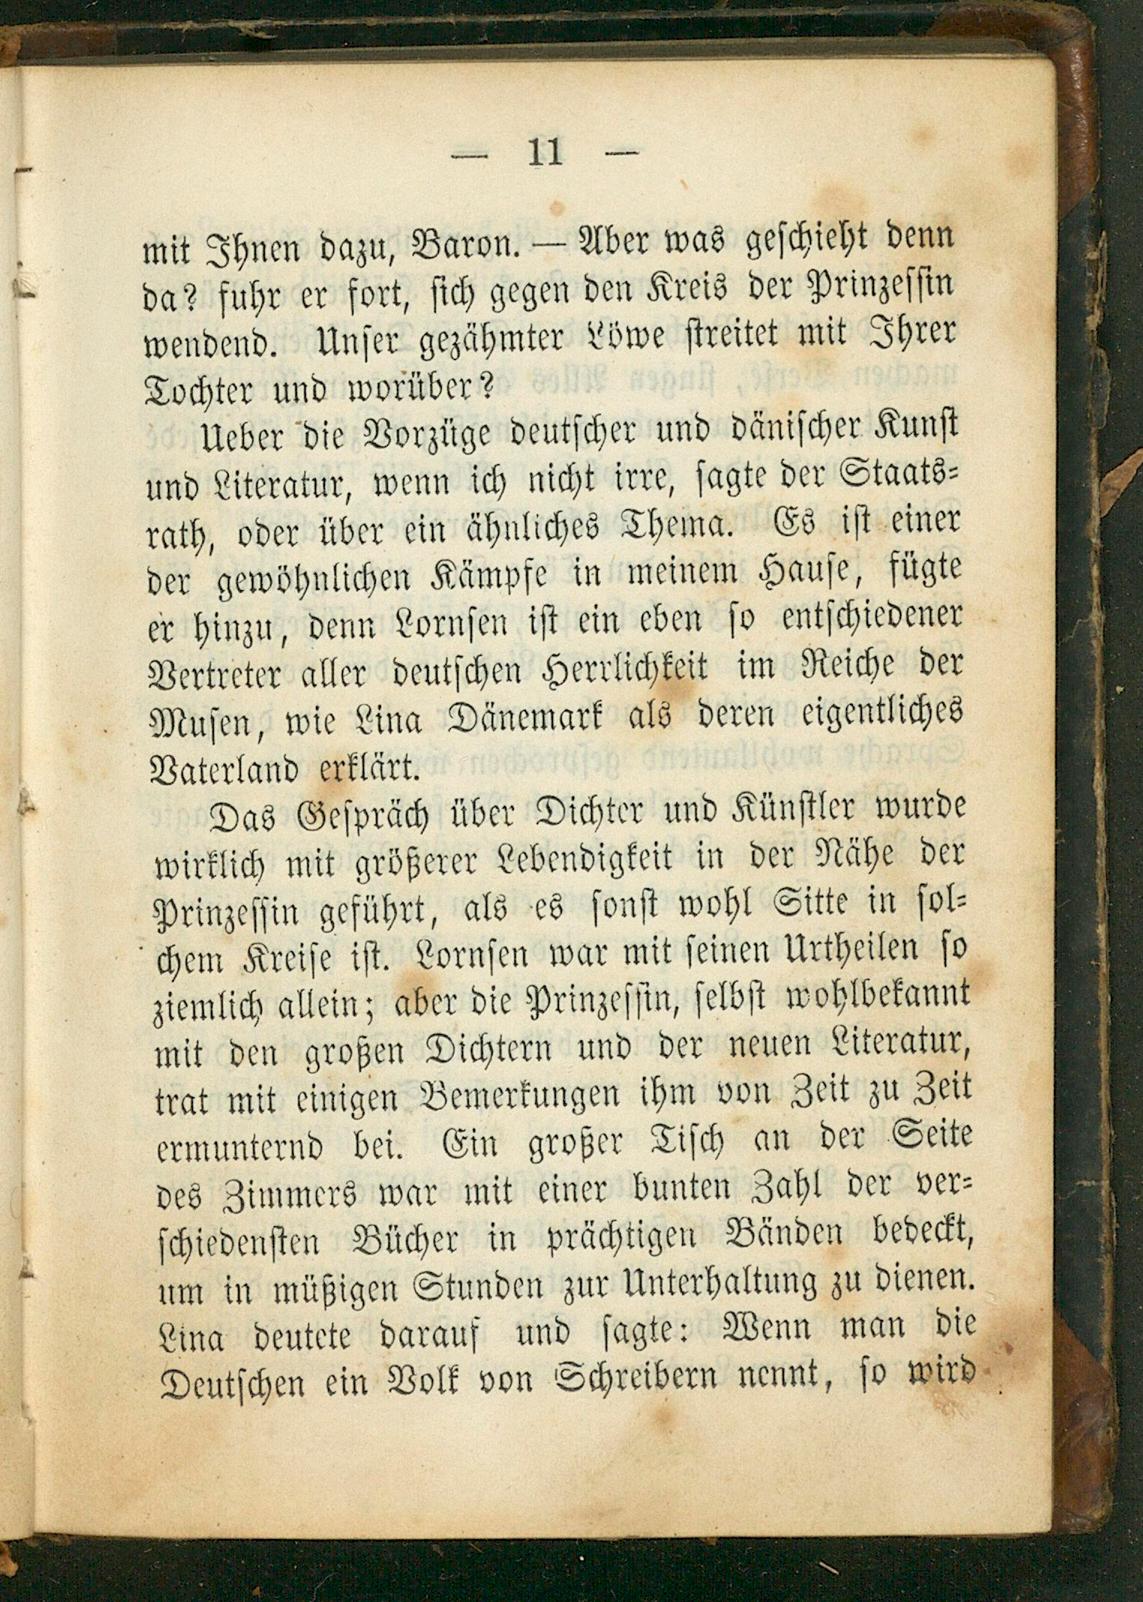 — 11 —
mit Ihnen dazu, Baron. — Aber was geschieht denn
da? fuhr er fort, sich gegen den Kreis der Prinzessin
wendend. Unser gezähmter Löwe streitet mit Ihrer
Tochter und worüber?
Ueber die Vorzüge deutscher und dänischer Kunst
und Literatur, wenn ich nicht irre, sagte der Staats-
rath, oder über ein ähnliches Thema. Es ist einer
der gewöhnlichen Kämpfe in meinem Hause, fügte
er hinzu, denn Lornsen ist ein eben so entschiedener
Vertreter aller deutschen Herrlichkeit im Reiche der
Musen, wie Lina Dänemark als deren eigentliches
Vaterland erklärt.
Das Gespräch über Dichter und Künstler wurde
wirklich mit größerer Lebendigkeit in der Nähe der
Prinzessin geführt, als es sonst wohl Sitte in sol-
chem Kreise ist. Lornsen war mit seinen Urtheilen so
ziemlich allein; aber die Prinzessin, selbst wohlbekannt
mit den großen Dichtern und der neuen Literatur,
trat mit einigen Bemerkungen ihm von Zeit zu Zeit
ermunternd bei. Ein großer Tisch an der Seite
des Zimmers war mit einer bunten Zahl der ver-
schiedensten Bücher in prächtigen Bänden bedeckt,
um in müßigen Stunden zur Unterhaltung zu dienen.
Lina deutete darauf und sagte: Wenn man die
Deutschen ein Volk von Schreibern nennt, so wird